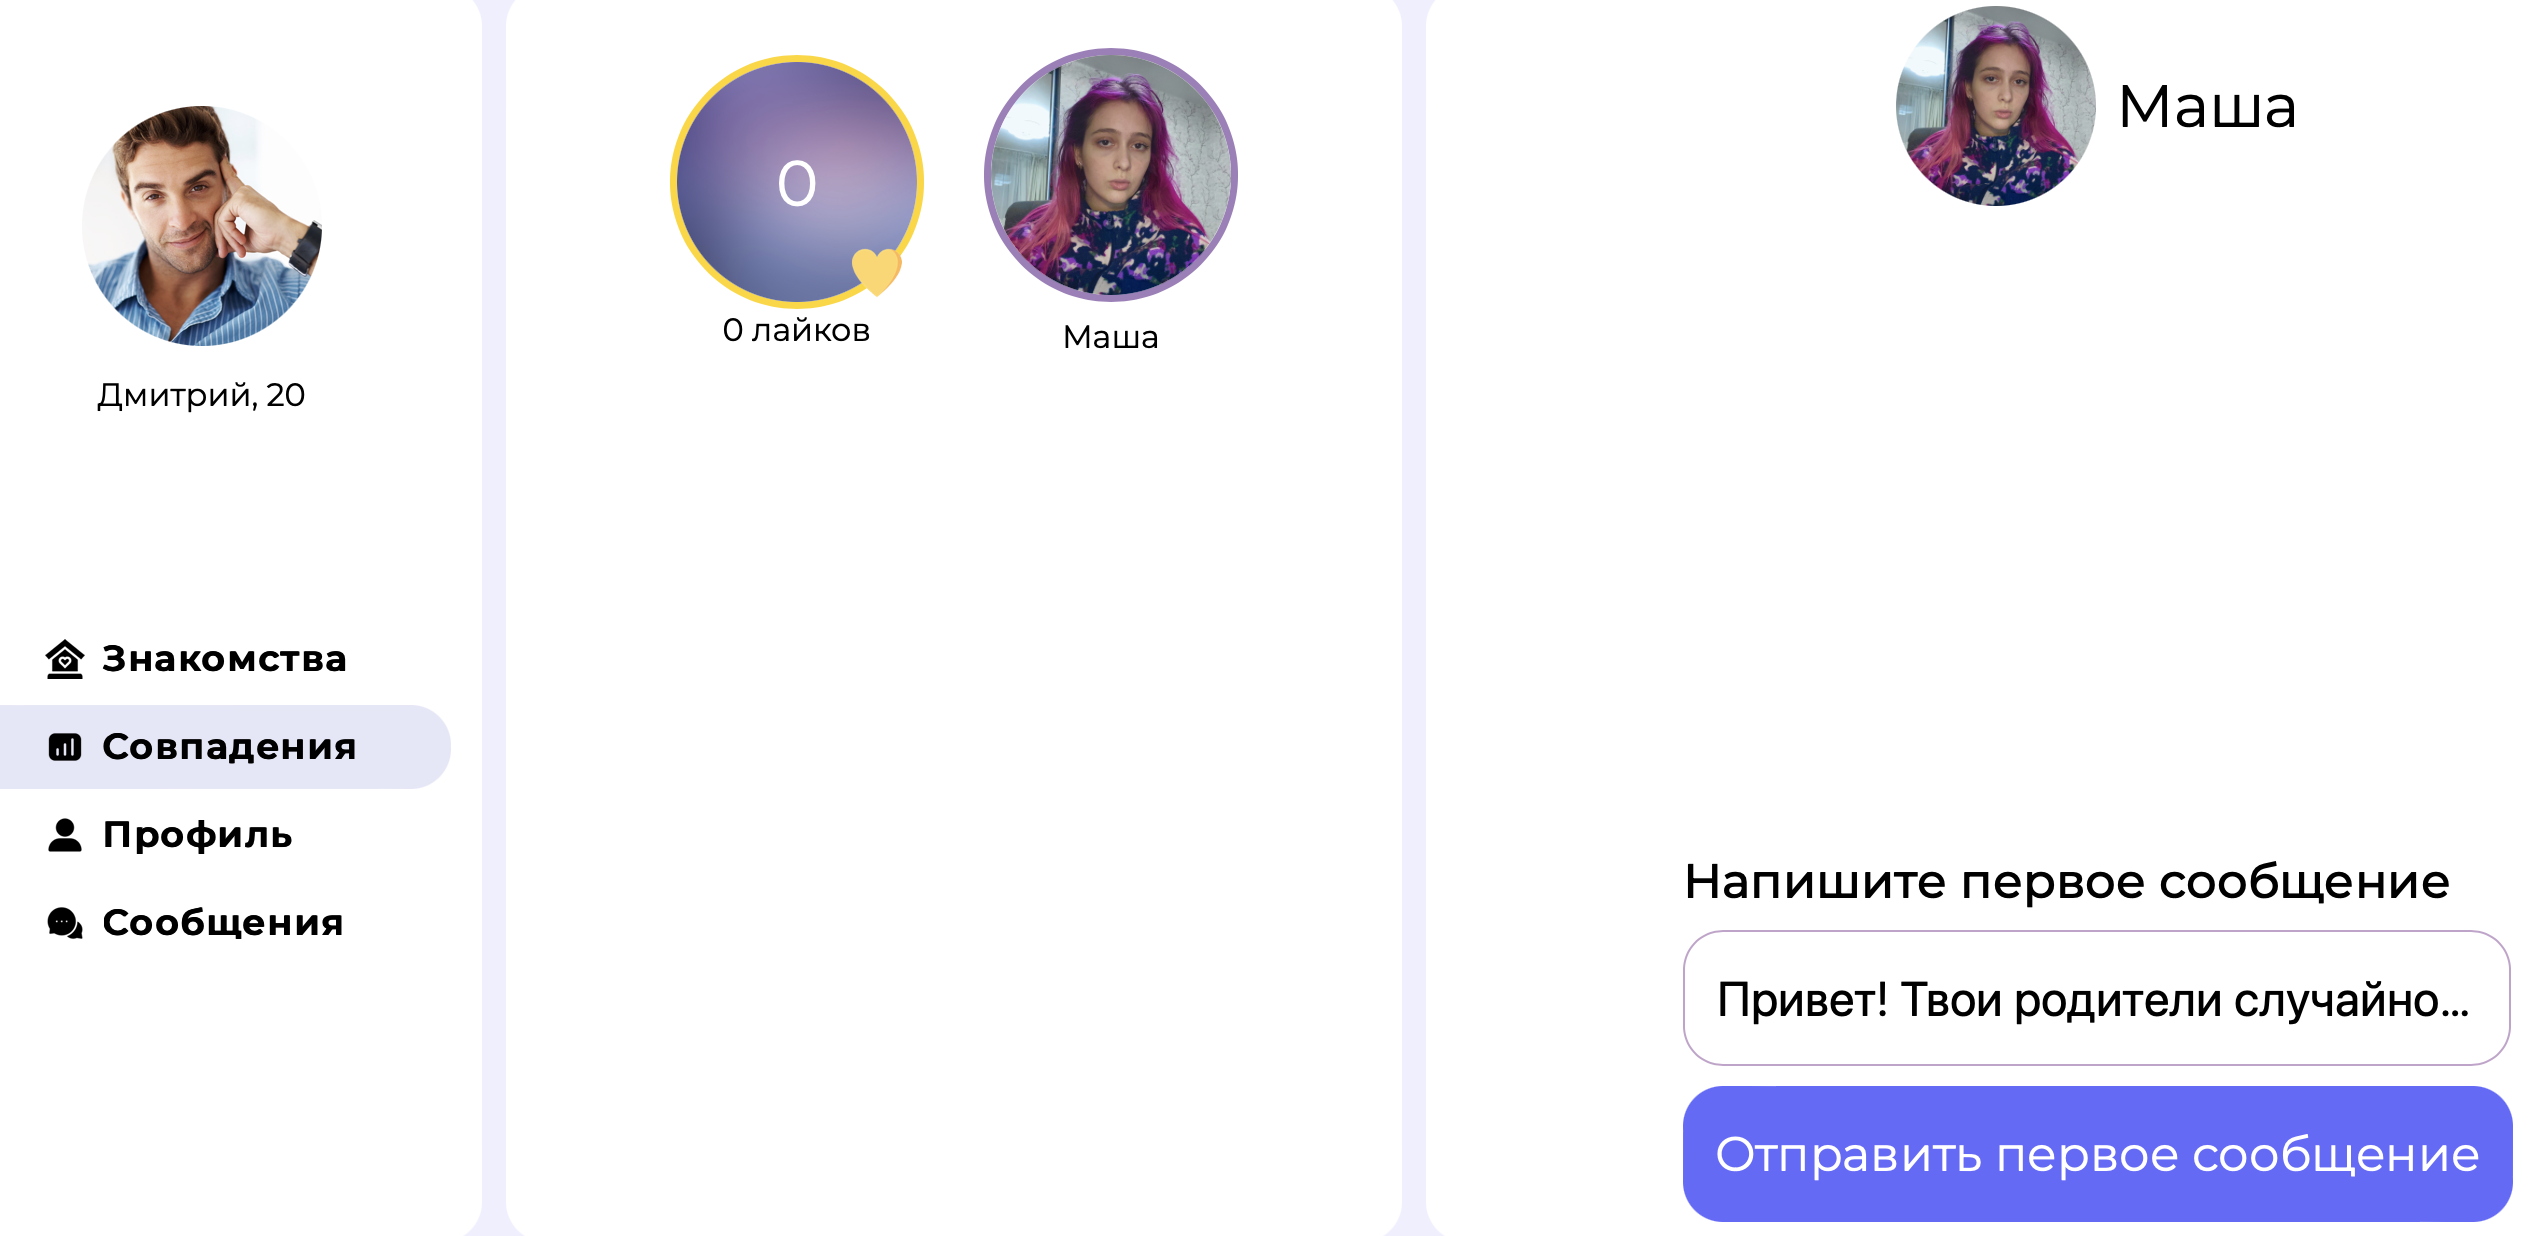 Дмитрий, 20
Знакомства
Совпадения
Профиль
Сообщения
0
0 лайков
Маша
Маша
Напишите первое сообщение
Привет! Твои родители случайно...
Отправить первое сообщение